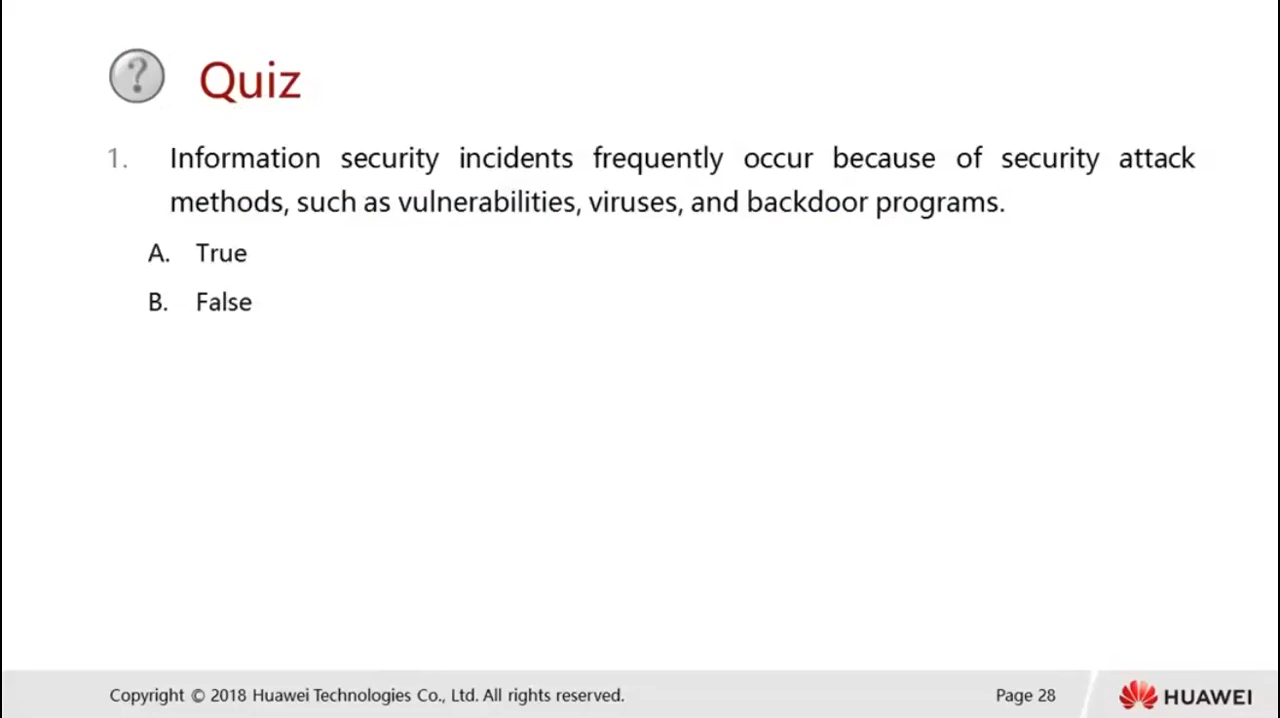 ?
Quiz
1. Information security incidents frequently occur because of security attack
methods, such as vulnerabilities, viruses, and backdoor programs.
A. True
B. False
Copyright © 2018 Huawei Technologies Co., Ltd. All rights reserved.
Page 28
HUAWEI